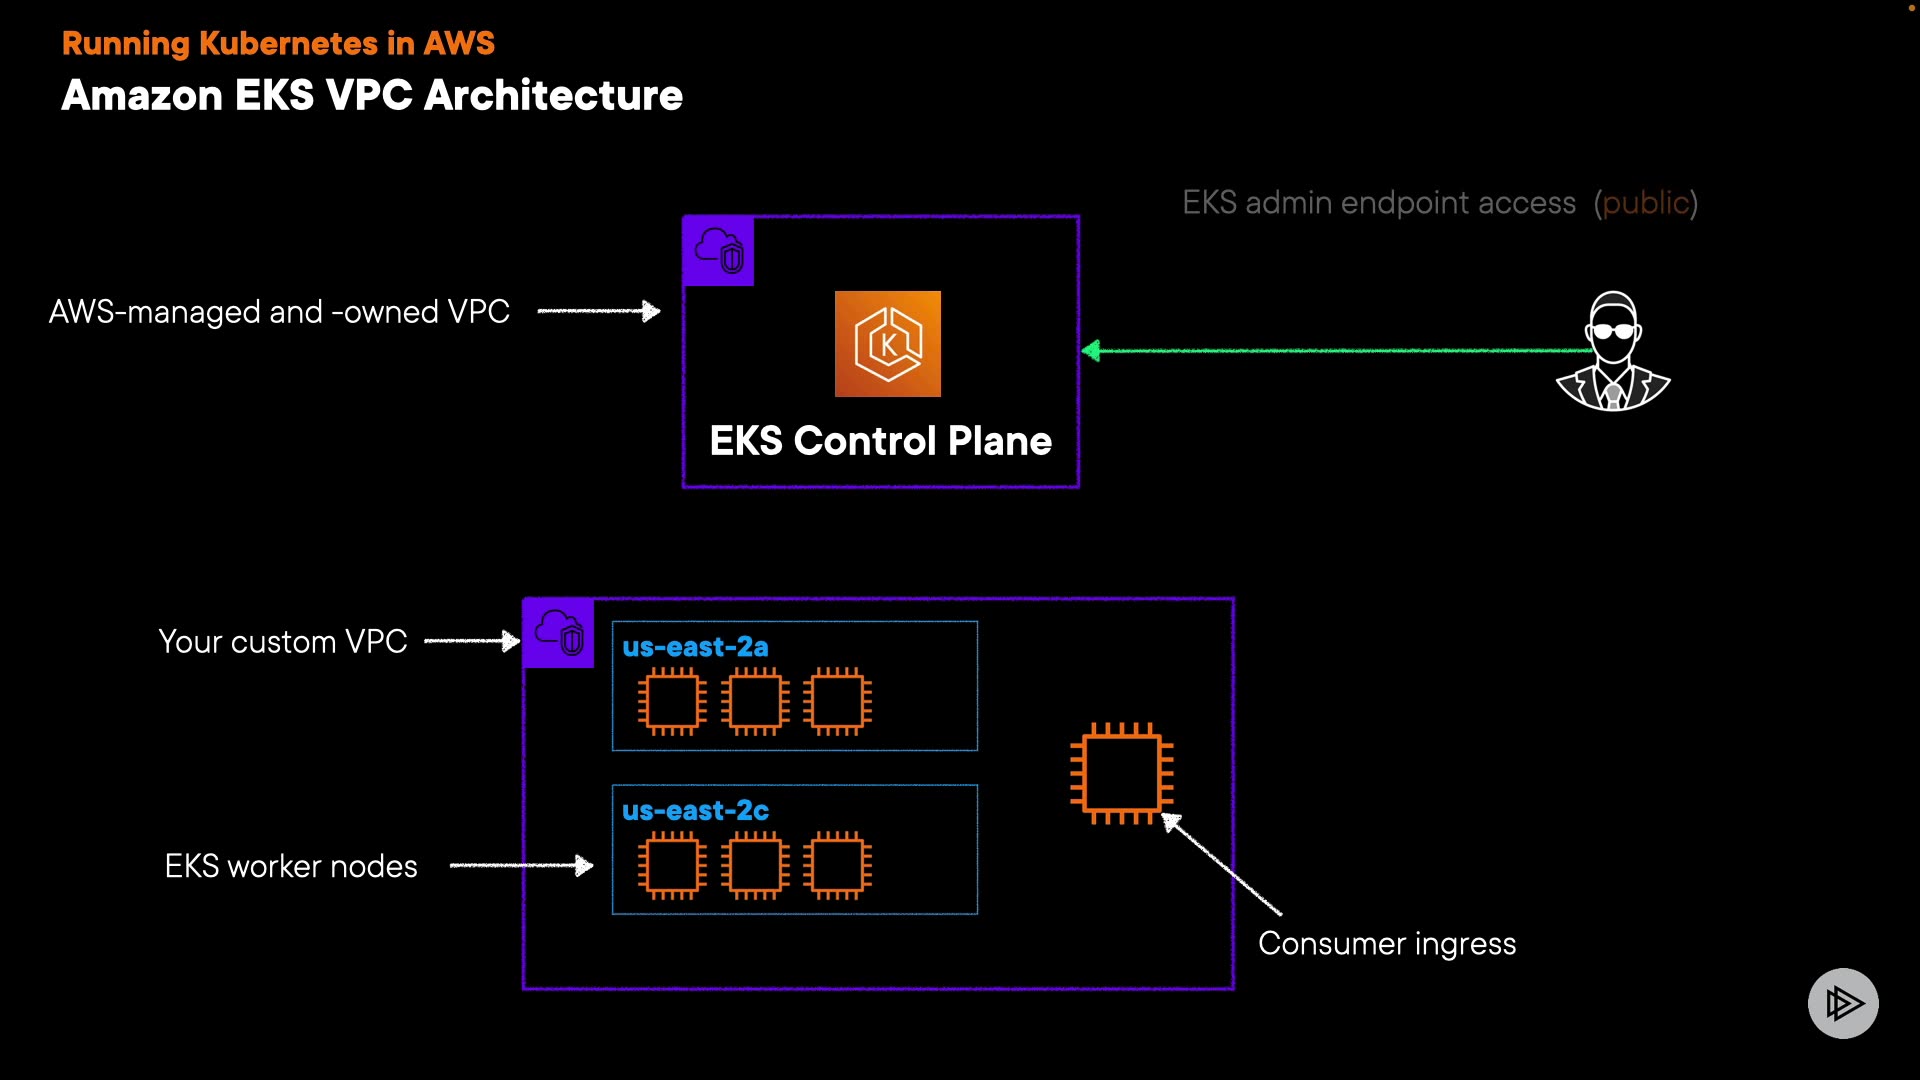 Running Kubernetes in AWS
Amazon EKS VPC Architecture
EKS admin endpoint access (public)
AWS-managed and -owned VPC
K
EKS Control Plane
Your custom VPC
us-east-2a
us-east-2c
EKS worker nodes
Consumer ingress